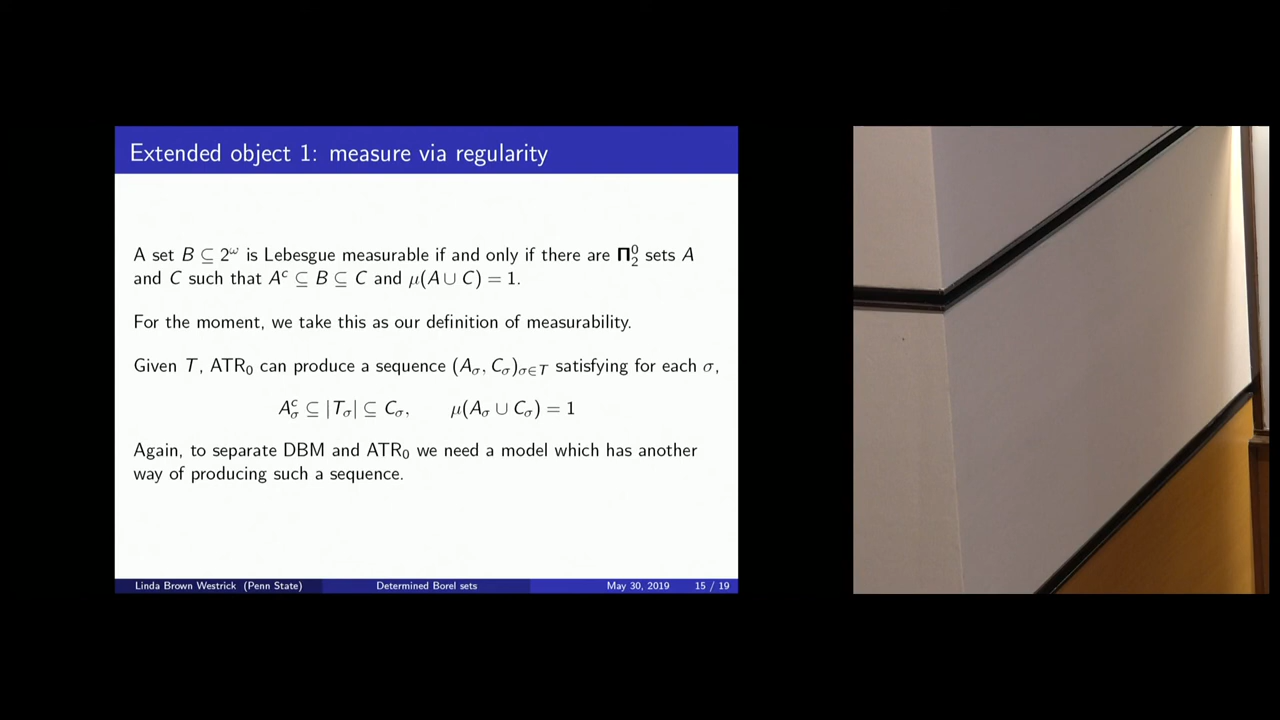 Extended object 1: measure via regularity
A set B ⊆ 2^ω is Lebesgue measurable if and only if there are 𝚷⁰₂ sets A
and C such that A^c ⊆ B ⊆ C and μ(A ∪ C) = 1.
For the moment, we take this as our definition of measurability.
Given T, ATR₀ can produce a sequence (A_σ, C_σ)_{σ∈T} satisfying for each σ,
A_σ^c ⊆ |T_σ| ⊆ C_σ, μ(A_σ ∪ C_σ) = 1
Again, to separate DBM and ATR₀ we need a model which has another
way of producing such a sequence.
Linda Brown Westrick (Penn State) Determined Borel sets May 30, 2019 15 / 19